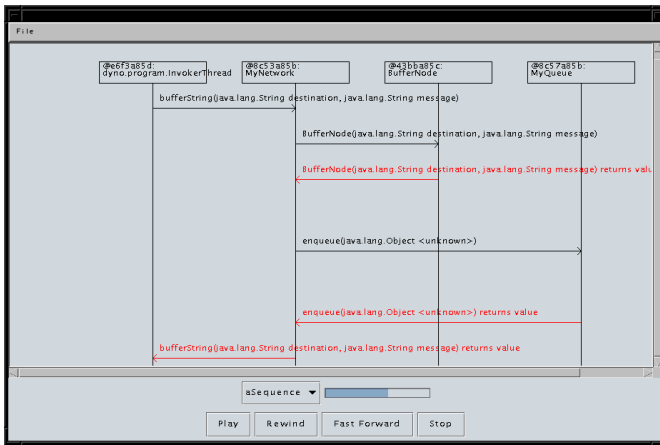 File
@e6f3a85d:
dyno.program.InvokerThread
@8c53a85b:
MyNetwork
@43bba85c:
BufferNode
@8c57a85b:
MyQueue
bufferString(java.lang.String destination, java.lang.String message)
BufferNode(java.lang.String destination, java.lang.String message)
BufferNode(java.lang.String destination, java.lang.String message) returns valu
enqueue(java.lang.Object <unknown>)
enqueue(java.lang.Object <unknown>) returns value
bufferString(java.lang.String destination, java.lang.String message) returns value
aSequence
Play
Rewind
Fast Forward
Stop